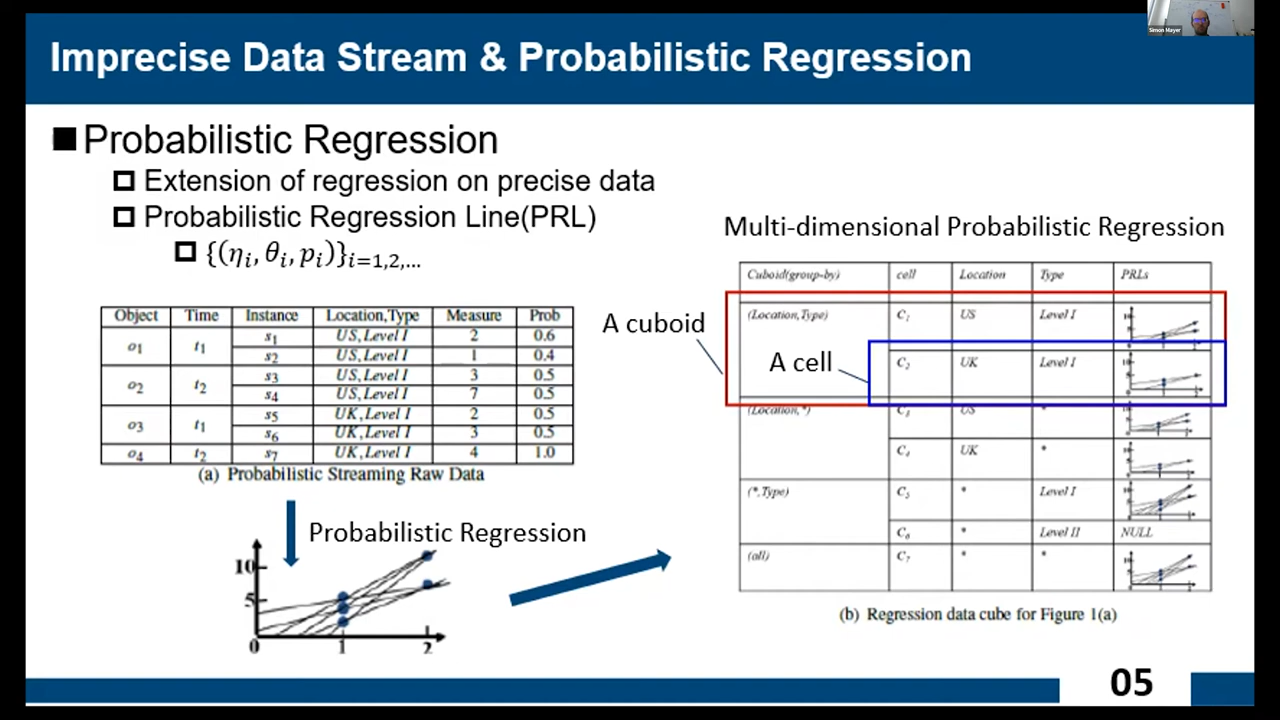 Simon Mayer
Imprecise Data Stream & Probabilistic Regression
Probabilistic Regression
Extension of regression on precise data
Probabilistic Regression Line(PRL)
{(η_i, θ_i, p_i)}_{i=1,2,...}
Object Time Instance Location,Type Measure Prob
o1 t1 s1 US, Level I 2 0.6
s2 US, Level I 1 0.4
o2 t2 s3 US, Level I 3 0.5
s4 US, Level I 7 0.5
o3 t1 s5 UK, Level I 2 0.5
s6 UK, Level I 3 0.5
o4 t2 s7 UK, Level I 4 1.0
(a) Probabilistic Streaming Raw Data
Probabilistic Regression
10
5
0 1 2
Multi-dimensional Probabilistic Regression
A cuboid
A cell
Cuboid(group-by) cell Location Type PRLs
(Location,Type) C1 US Level I
C2 UK Level I
(Location,*) C3 US *
C4 UK *
(*,Type) C5 * Level I
C6 * Level II NULL
(all) C7 * *
(b) Regression data cube for Figure 1(a)
05